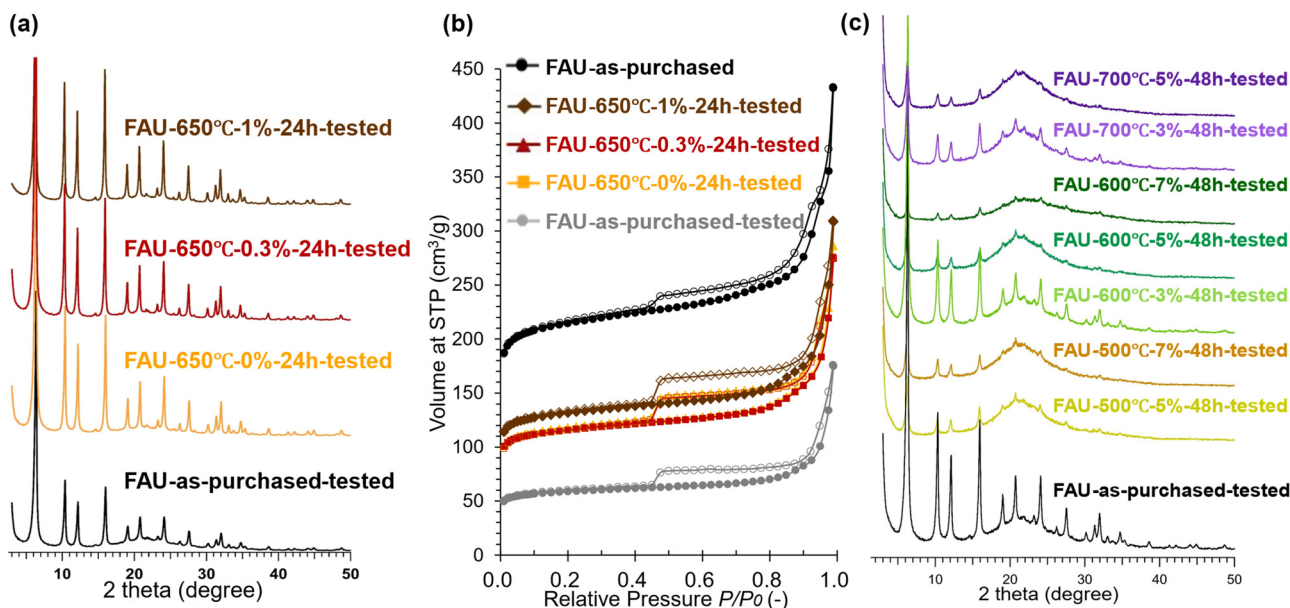 (a)
FAU-650℃-1%-24h-tested
FAU-650℃-0.3%-24h-tested
FAU-650℃-0%-24h-tested
FAU-as-purchased-tested
10 20 30 40 50
2 theta (degree)
(b)
FAU-as-purchased
FAU-650℃-1%-24h-tested
FAU-650℃-0.3%-24h-tested
FAU-650℃-0%-24h-tested
FAU-as-purchased-tested
450
400
350
300
250
200
150
100
50
0
Volume at STP (cm³/g)
0.0 0.2 0.4 0.6 0.8 1.0
Relative Pressure P/P0 (-)
(c)
FAU-700℃-5%-48h-tested
FAU-700℃-3%-48h-tested
FAU-600℃-7%-48h-tested
FAU-600℃-5%-48h-tested
FAU-600℃-3%-48h-tested
FAU-500℃-7%-48h-tested
FAU-500℃-5%-48h-tested
FAU-as-purchased-tested
10 20 30 40 50
2 theta (degree)